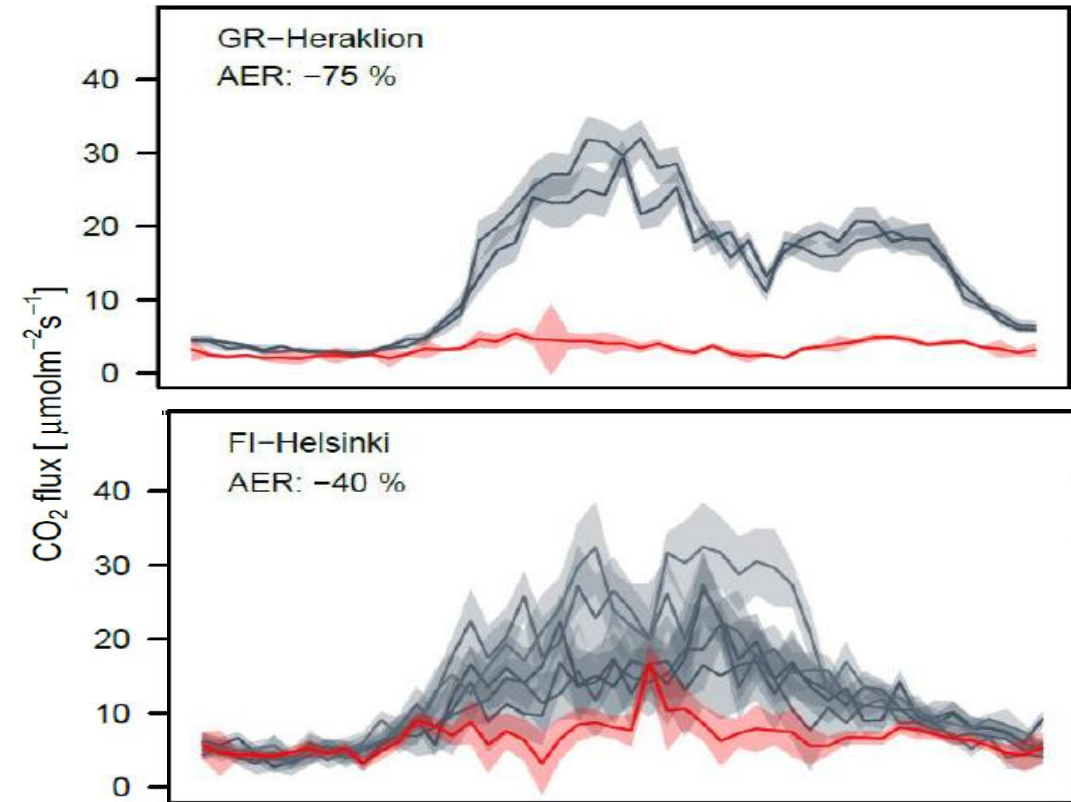 GR−Heraklion
AER: −75 %
40
30
20
10
0
CO₂ flux [ μmolm⁻²s⁻¹]
FI−Helsinki
AER: −40 %
40
30
20
10
0